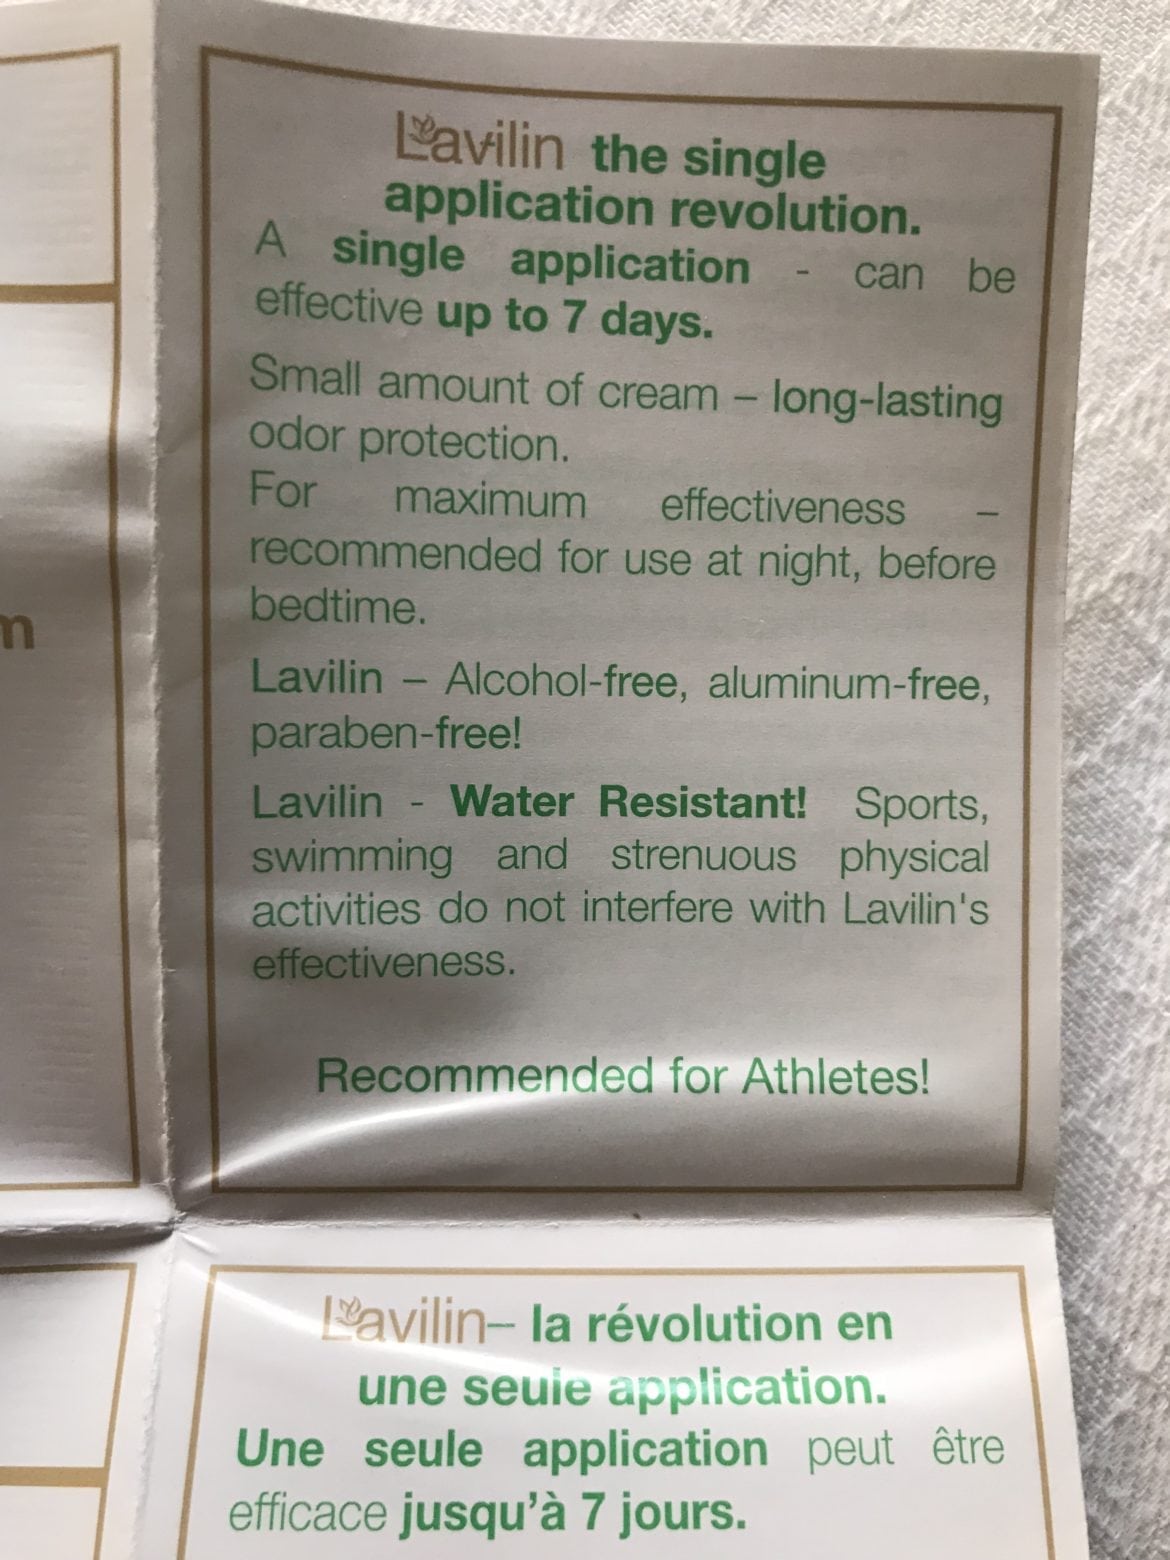 Lavilin the single
application revolution.
A single application - can be
effective up to 7 days.
Small amount of cream – long-lasting
odor protection.
For maximum effectiveness –
recommended for use at night, before
bedtime.
Lavilin – Alcohol-free, aluminum-free,
paraben-free!
Lavilin - Water Resistant! Sports,
swimming and strenuous physical
activities do not interfere with Lavilin's
effectiveness.
Recommended for Athletes!
m
Lavilin– la révolution en
une seule application.
Une seule application peut être
efficace jusqu'à 7 jours.